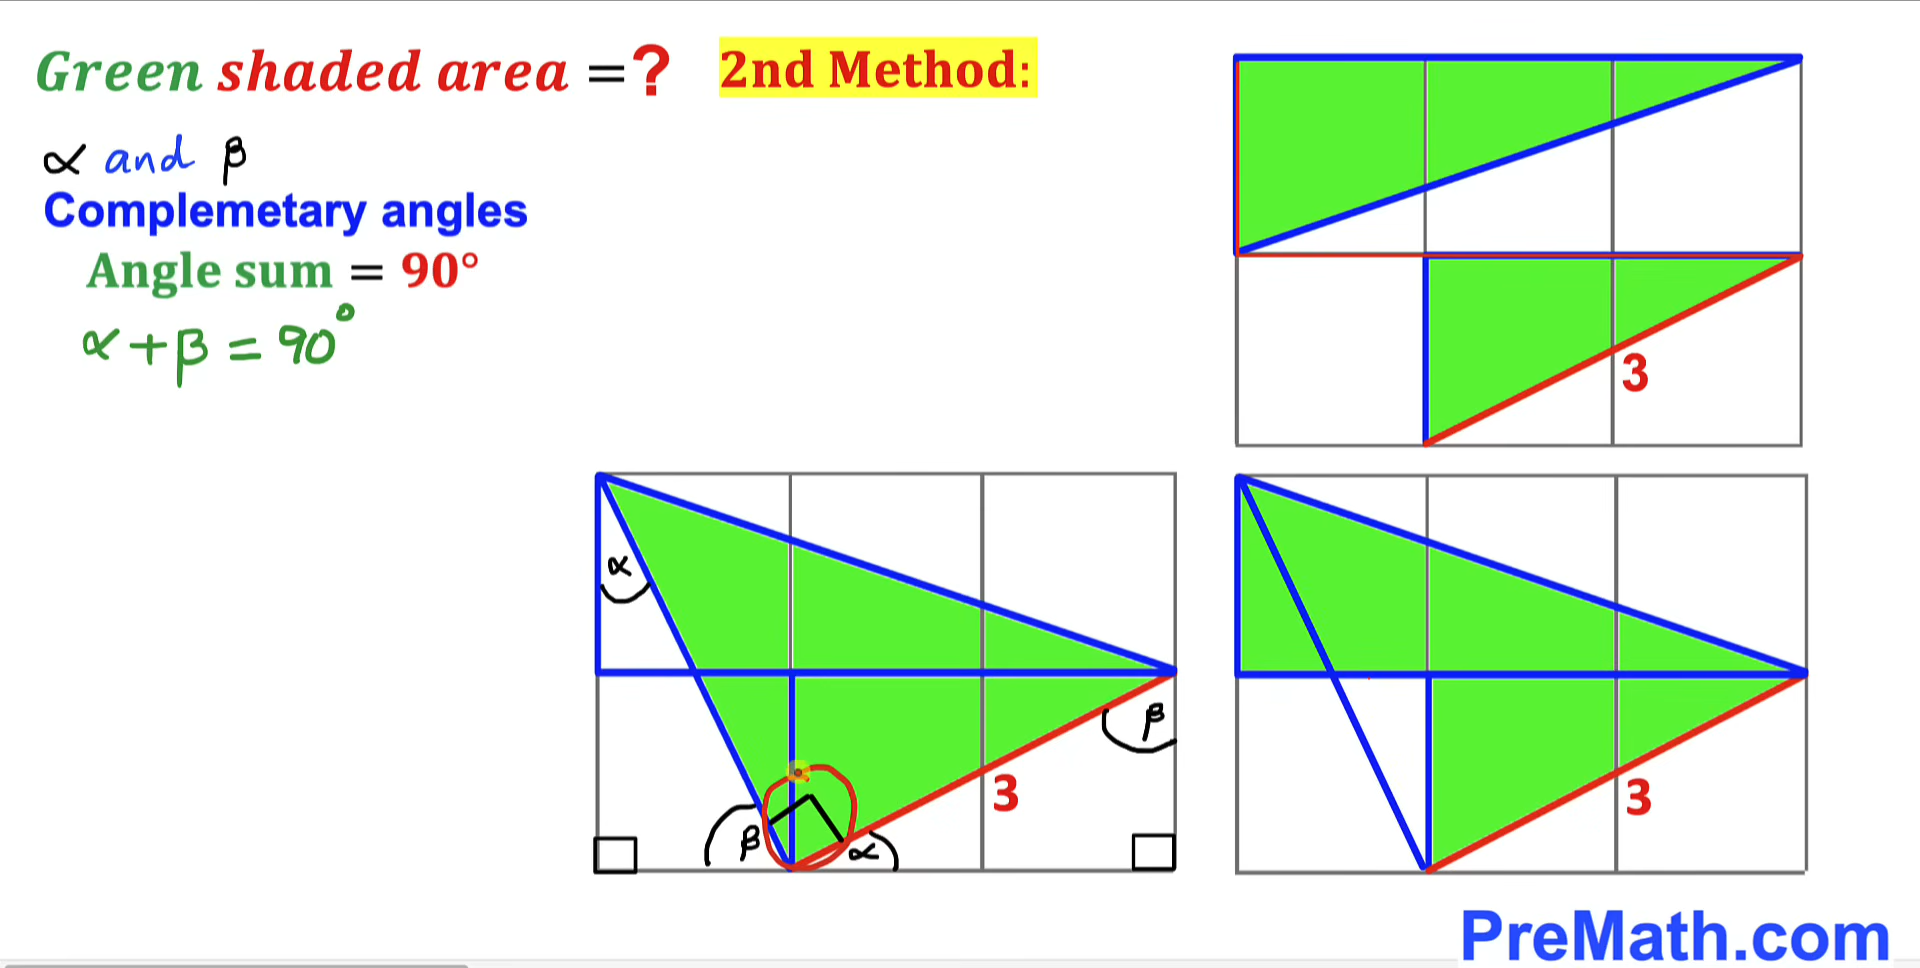 Green shaded area =? 2nd Method:
α and β
Complemetary angles
Angle sum = 90°
α + β = 90°
3
α
β
3
β
α
3
PreMath.com